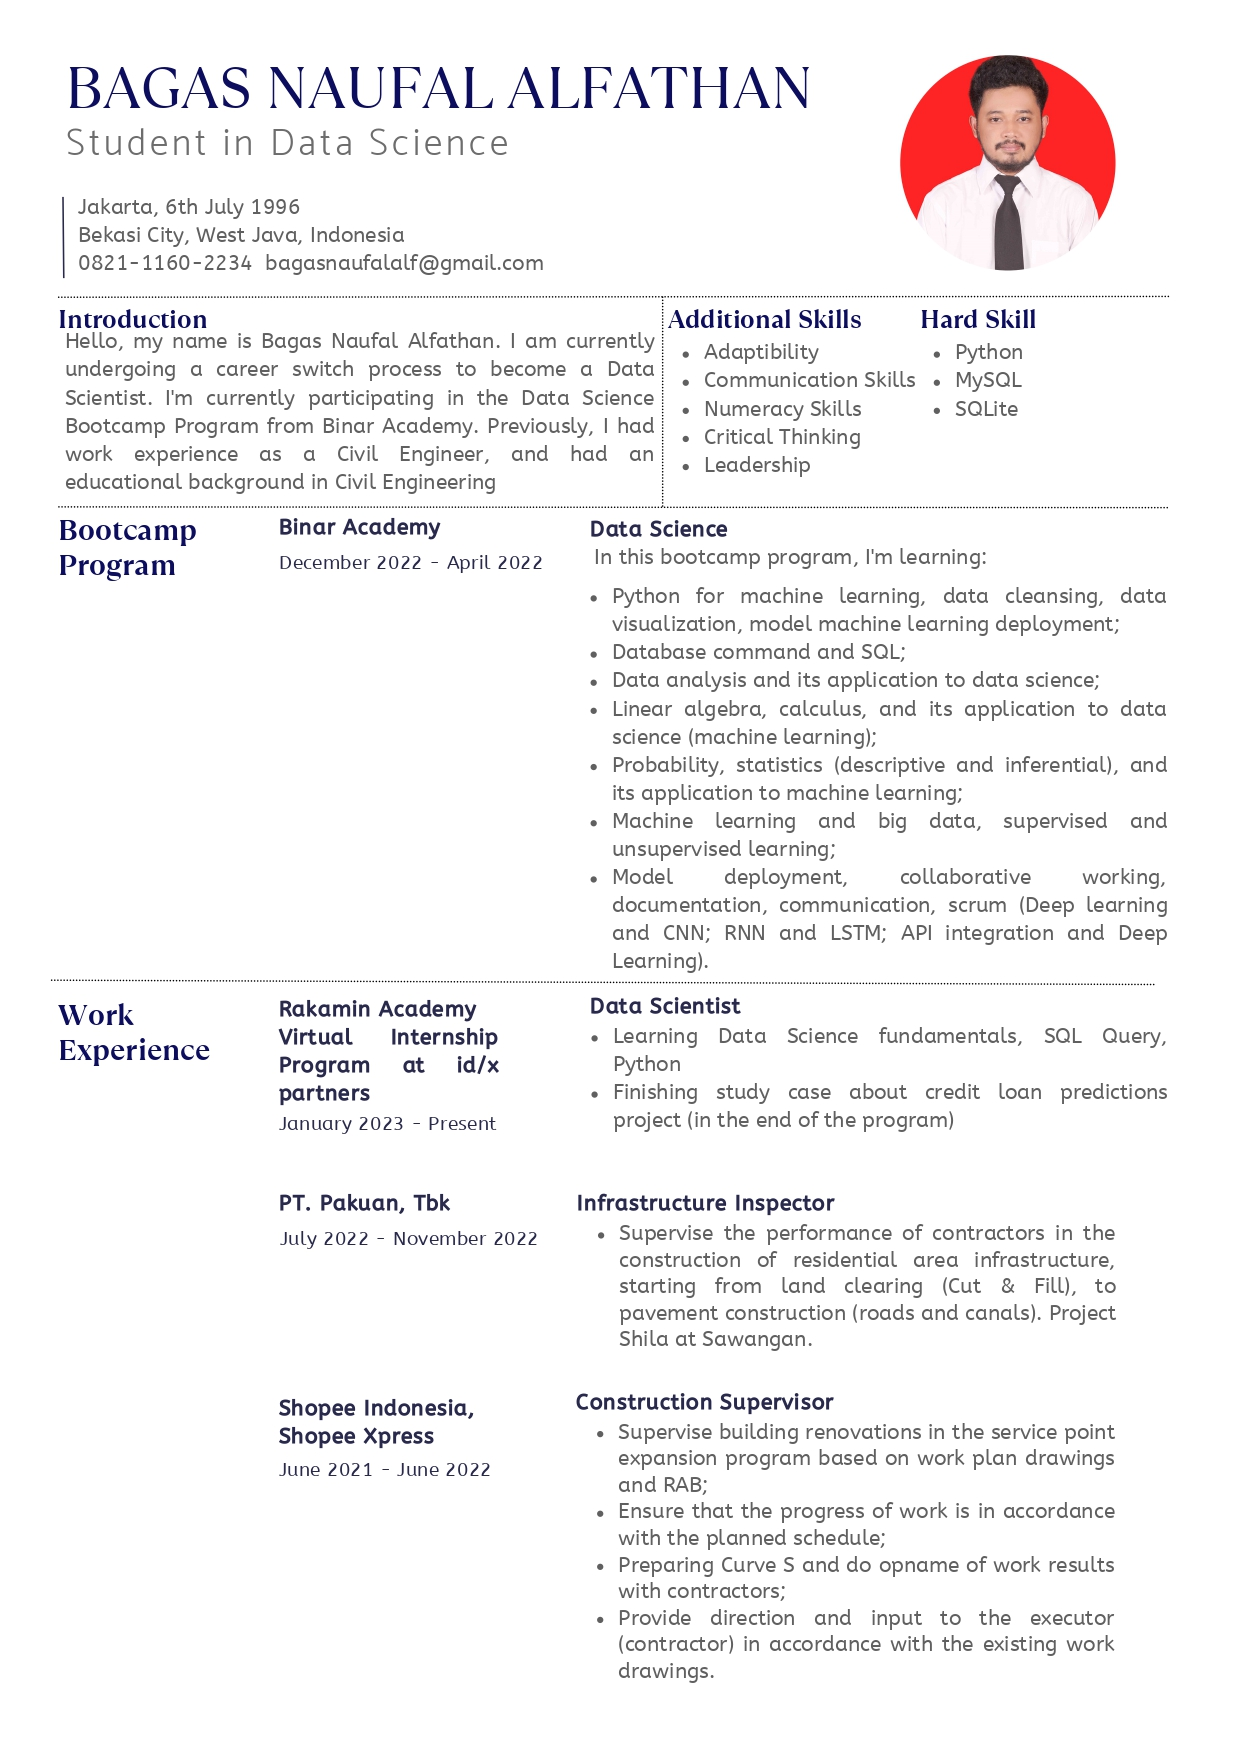 BAGAS NAUFAL ALFATHAN
Student in Data Science
Jakarta, 6th July 1996
Bekasi City, West Java, Indonesia
0821-1160-2234  bagasnaufalalf@gmail.com
Introduction
Hello, my name is Bagas Naufal Alfathan. I am currently
undergoing a career switch process to become a Data
Scientist. I'm currently participating in the Data Science
Bootcamp Program from Binar Academy. Previously, I had
work experience as a Civil Engineer, and had an
educational background in Civil Engineering
Additional Skills
• Adaptibility
• Communication Skills
• Numeracy Skills
• Critical Thinking
• Leadership
Hard Skill
• Python
• MySQL
• SQLite
Bootcamp
Program
Binar Academy
December 2022 - April 2022
Data Science
In this bootcamp program, I'm learning:
• Python for machine learning, data cleansing, data
visualization, model machine learning deployment;
• Database command and SQL;
• Data analysis and its application to data science;
• Linear algebra, calculus, and its application to data
science (machine learning);
• Probability, statistics (descriptive and inferential), and
its application to machine learning;
• Machine learning and big data, supervised and
unsupervised learning;
• Model deployment, collaborative working,
documentation, communication, scrum (Deep learning
and CNN; RNN and LSTM; API integration and Deep
Learning).
Work
Experience
Rakamin Academy
Virtual Internship
Program at id/x
partners
January 2023 - Present
Data Scientist
• Learning Data Science fundamentals, SQL Query,
Python
• Finishing study case about credit loan predictions
project (in the end of the program)
PT. Pakuan, Tbk
July 2022 - November 2022
Infrastructure Inspector
• Supervise the performance of contractors in the
construction of residential area infrastructure,
starting from land clearing (Cut & Fill), to
pavement construction (roads and canals). Project
Shila at Sawangan.
Shopee Indonesia,
Shopee Xpress
June 2021 - June 2022
Construction Supervisor
• Supervise building renovations in the service point
expansion program based on work plan drawings
and RAB;
• Ensure that the progress of work is in accordance
with the planned schedule;
• Preparing Curve S and do opname of work results
with contractors;
• Provide direction and input to the executor
(contractor) in accordance with the existing work
drawings.